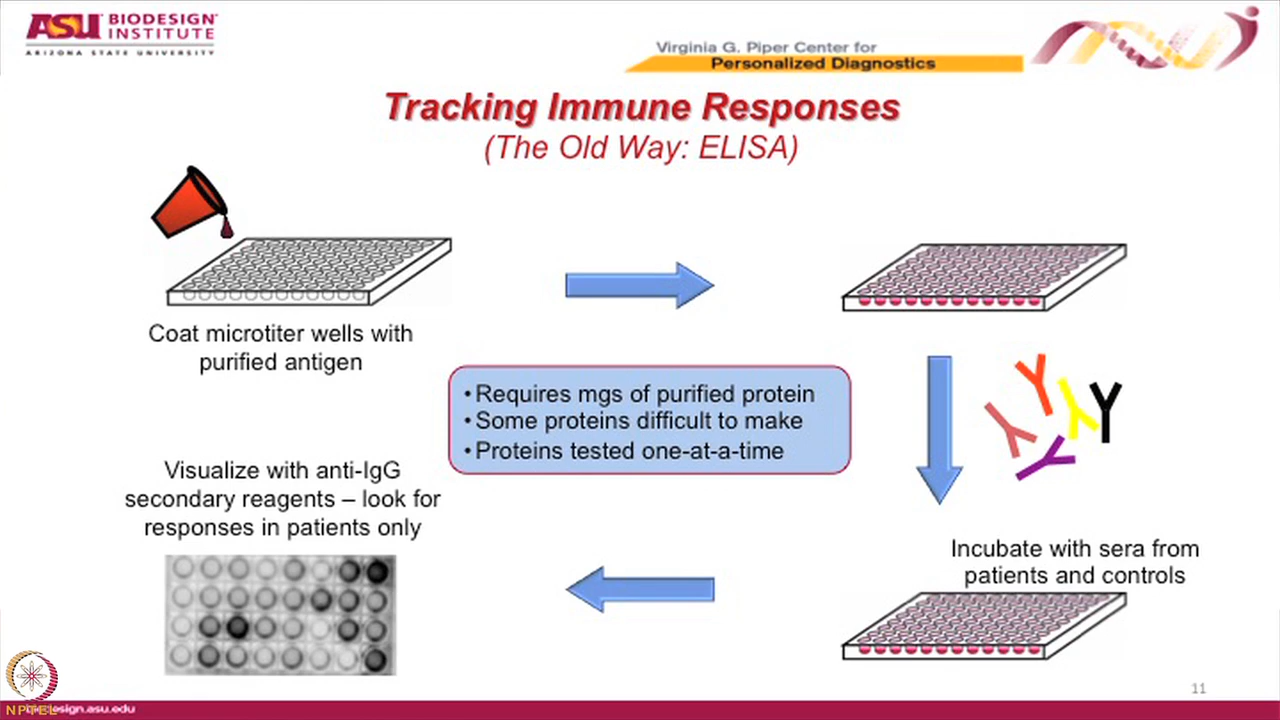 ASU BIODESIGN
INSTITUTE
ARIZONA STATE UNIVERSITY
Virginia G. Piper Center for
Personalized Diagnostics
Tracking Immune Responses
(The Old Way: ELISA)
Coat microtiter wells with
purified antigen
• Requires mgs of purified protein
• Some proteins difficult to make
• Proteins tested one-at-a-time
Visualize with anti-IgG
secondary reagents – look for
responses in patients only
Incubate with sera from
patients and controls
11
NPTEL
design.asu.edu